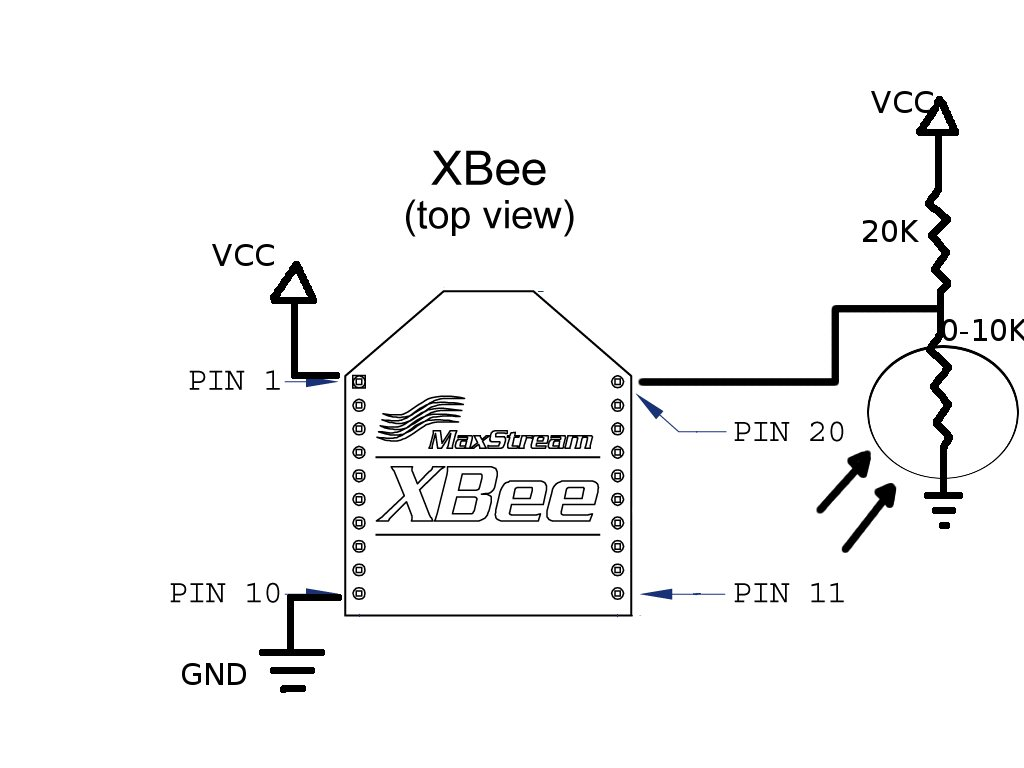 VCC
XBee
(top view)
20K
VCC
0-10K
PIN 1
MaxStream
PIN 20
XBee
PIN 10
PIN 11
GND